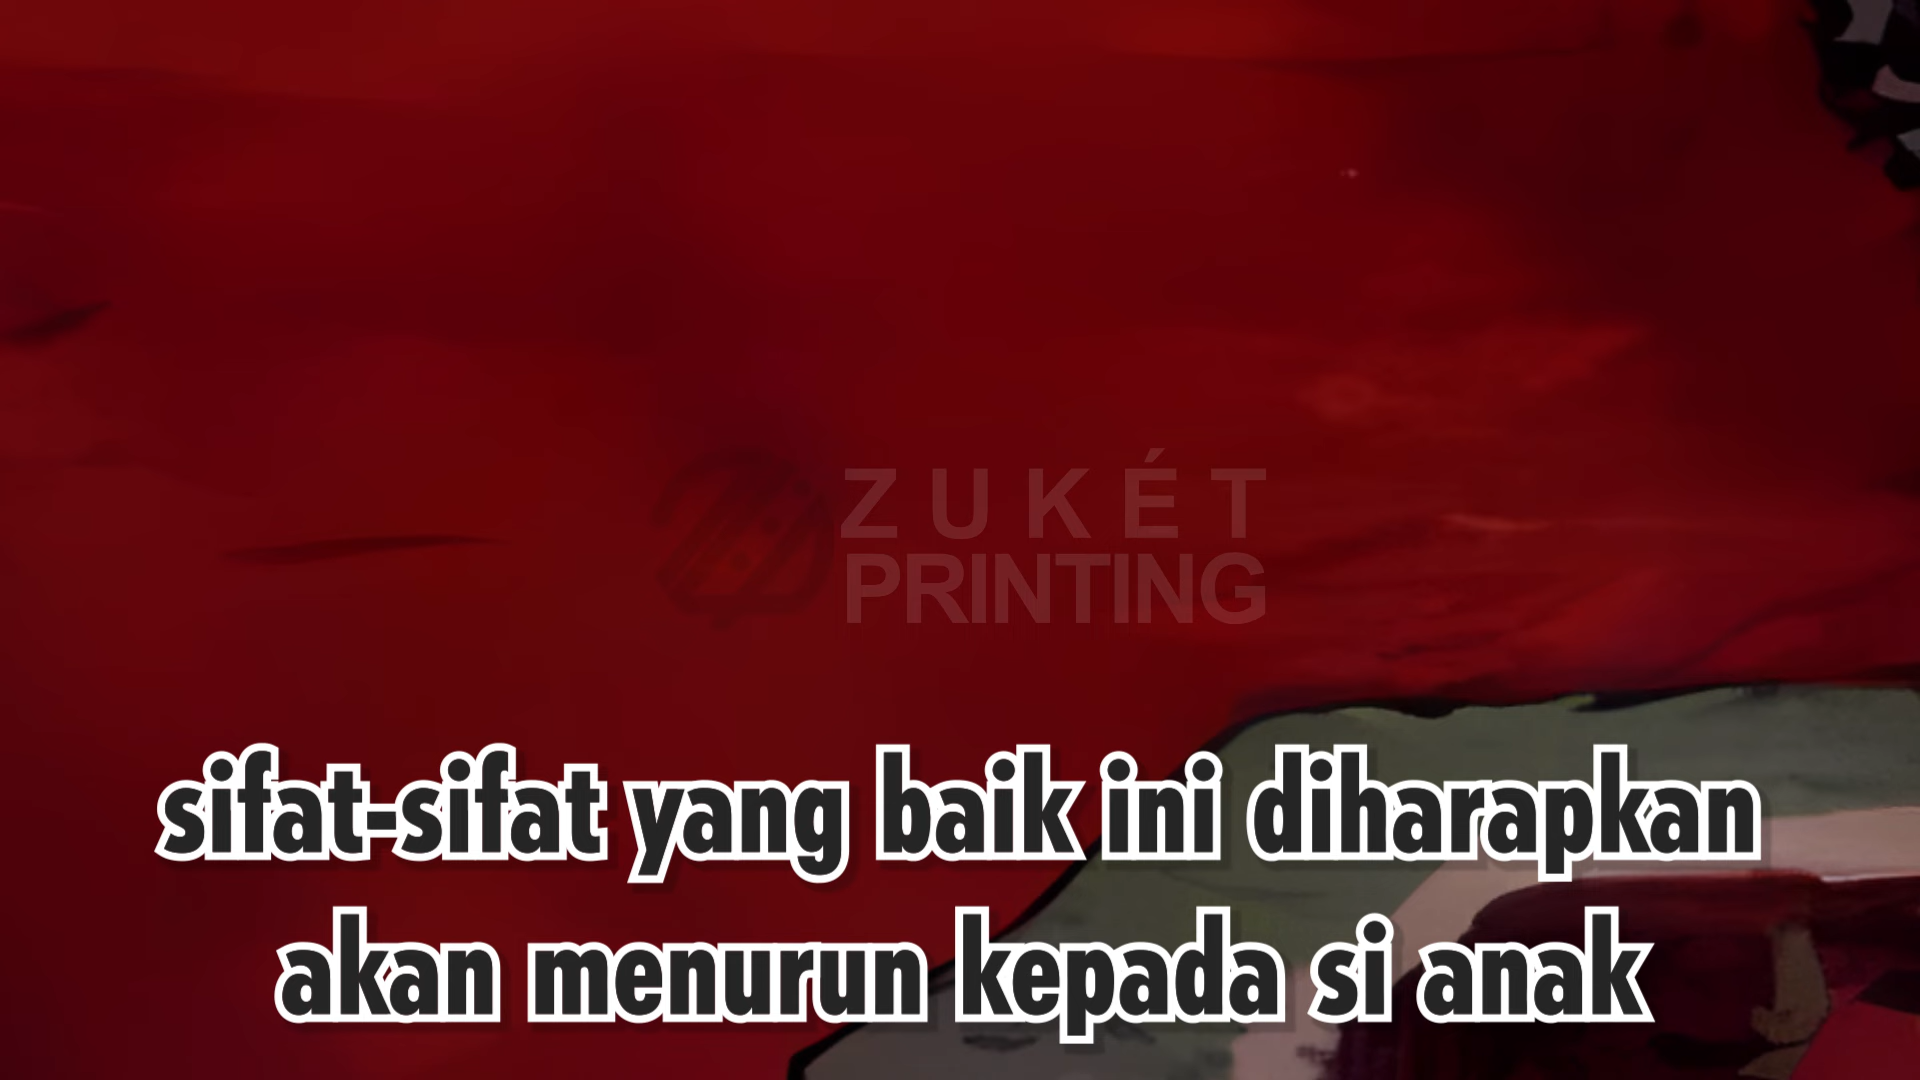 ZUKÉT
PRINTING
sifat-sifat yang baik ini diharapkan
akan menurun kepada si anak